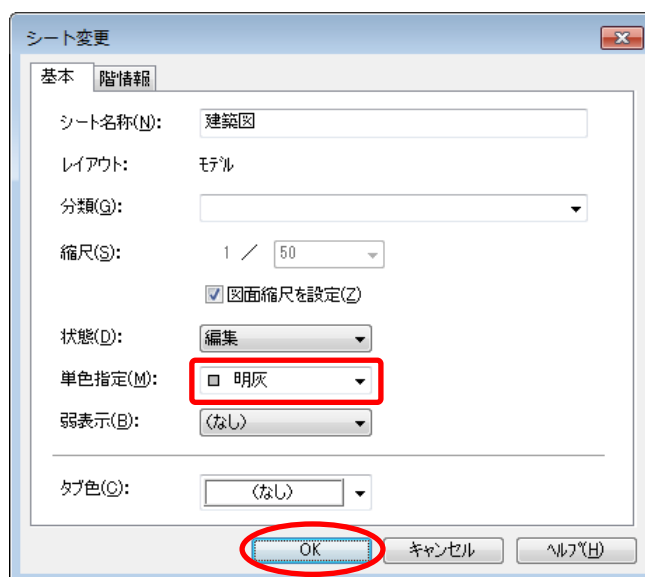 シート変更
基本 階情報
シート名称(N): 建築図
レイアウト: モデル
分類(G):
縮尺(S): 1 ／ 50
図面縮尺を設定(Z)
状態(D): 編集
単色指定(M): 明灰
弱表示(B): (なし)
タブ色(C): (なし)
OK キャンセル ヘルプ(H)